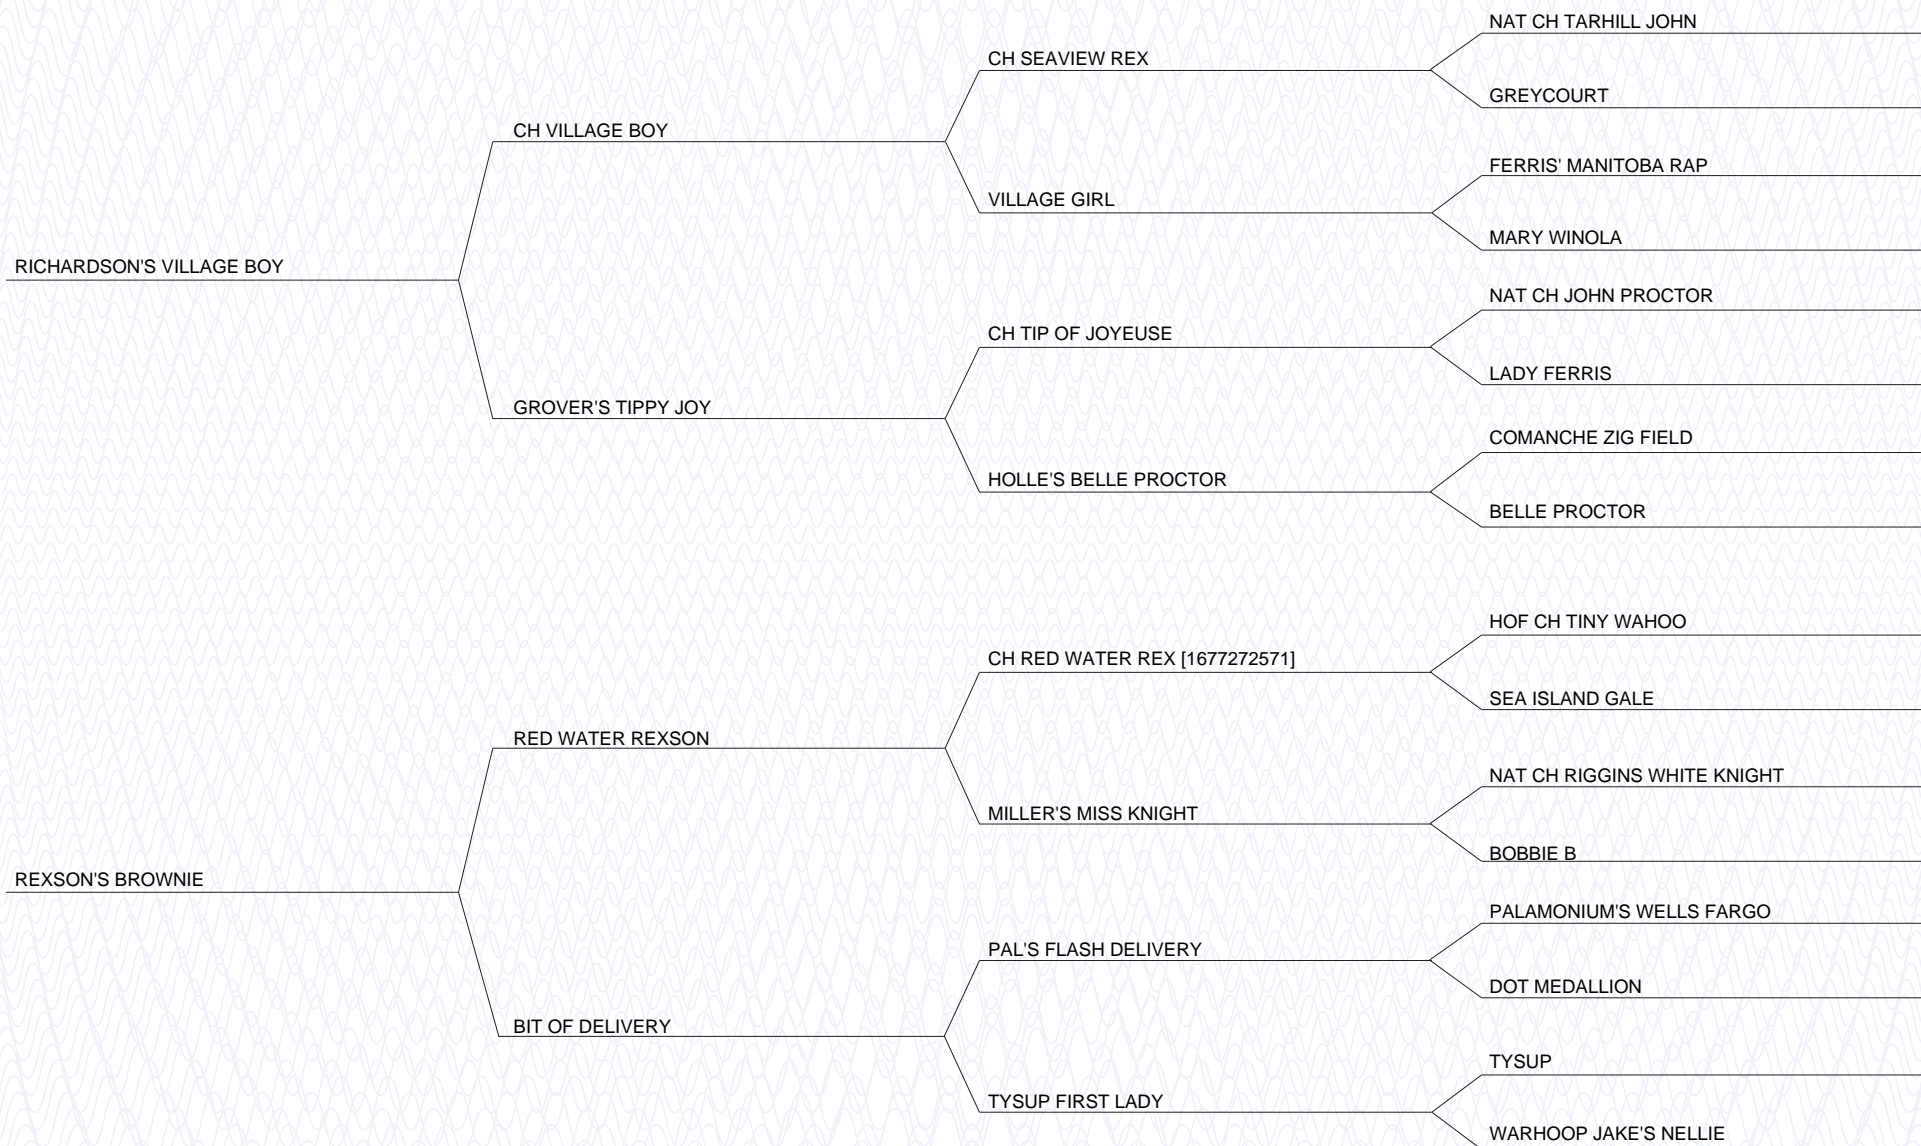 NAT CH TARHILL JOHN
CH SEAVIEW REX
GREYCOURT
CH VILLAGE BOY
FERRIS' MANITOBA RAP
VILLAGE GIRL
MARY WINOLA
RICHARDSON'S VILLAGE BOY
NAT CH JOHN PROCTOR
CH TIP OF JOYEUSE
LADY FERRIS
GROVER'S TIPPY JOY
COMANCHE ZIG FIELD
HOLLE'S BELLE PROCTOR
BELLE PROCTOR
HOF CH TINY WAHOO
CH RED WATER REX [1677272571]
SEA ISLAND GALE
RED WATER REXSON
NAT CH RIGGINS WHITE KNIGHT
MILLER'S MISS KNIGHT
BOBBIE B
REXSON'S BROWNIE
PALAMONIUM'S WELLS FARGO
PAL'S FLASH DELIVERY
DOT MEDALLION
BIT OF DELIVERY
TYSUP
TYSUP FIRST LADY
WARHOOP JAKE'S NELLIE